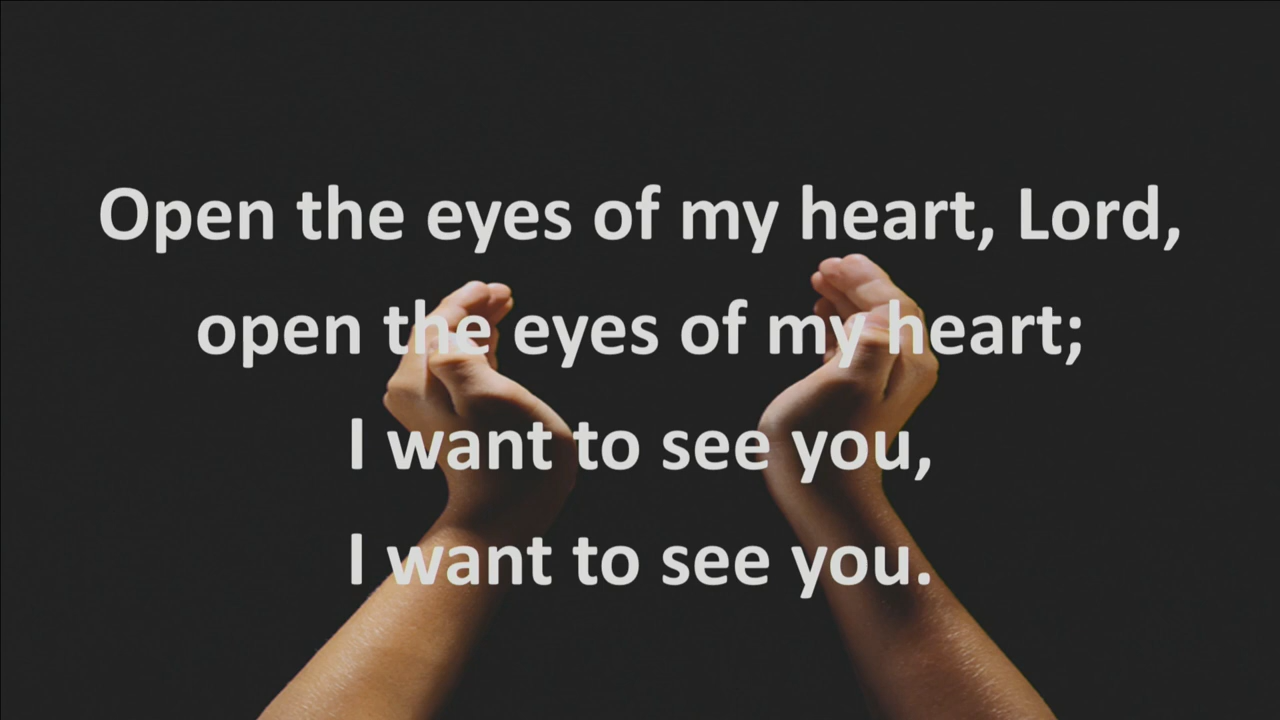 Open the eyes of my heart, Lord,
open the eyes of my heart;
I want to see you,
I want to see you.